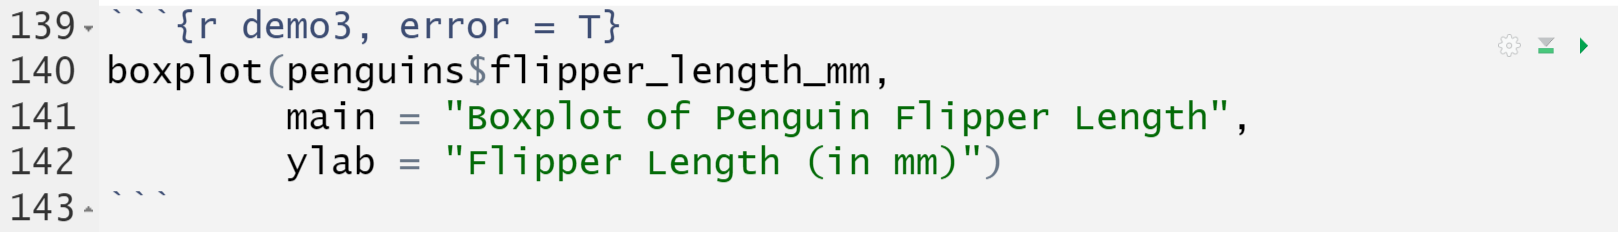 139 ```{r demo3, error = T}
140 boxplot(penguins$flipper_length_mm,
141         main = "Boxplot of Penguin Flipper Length",
142         ylab = "Flipper Length (in mm)")
143 ```